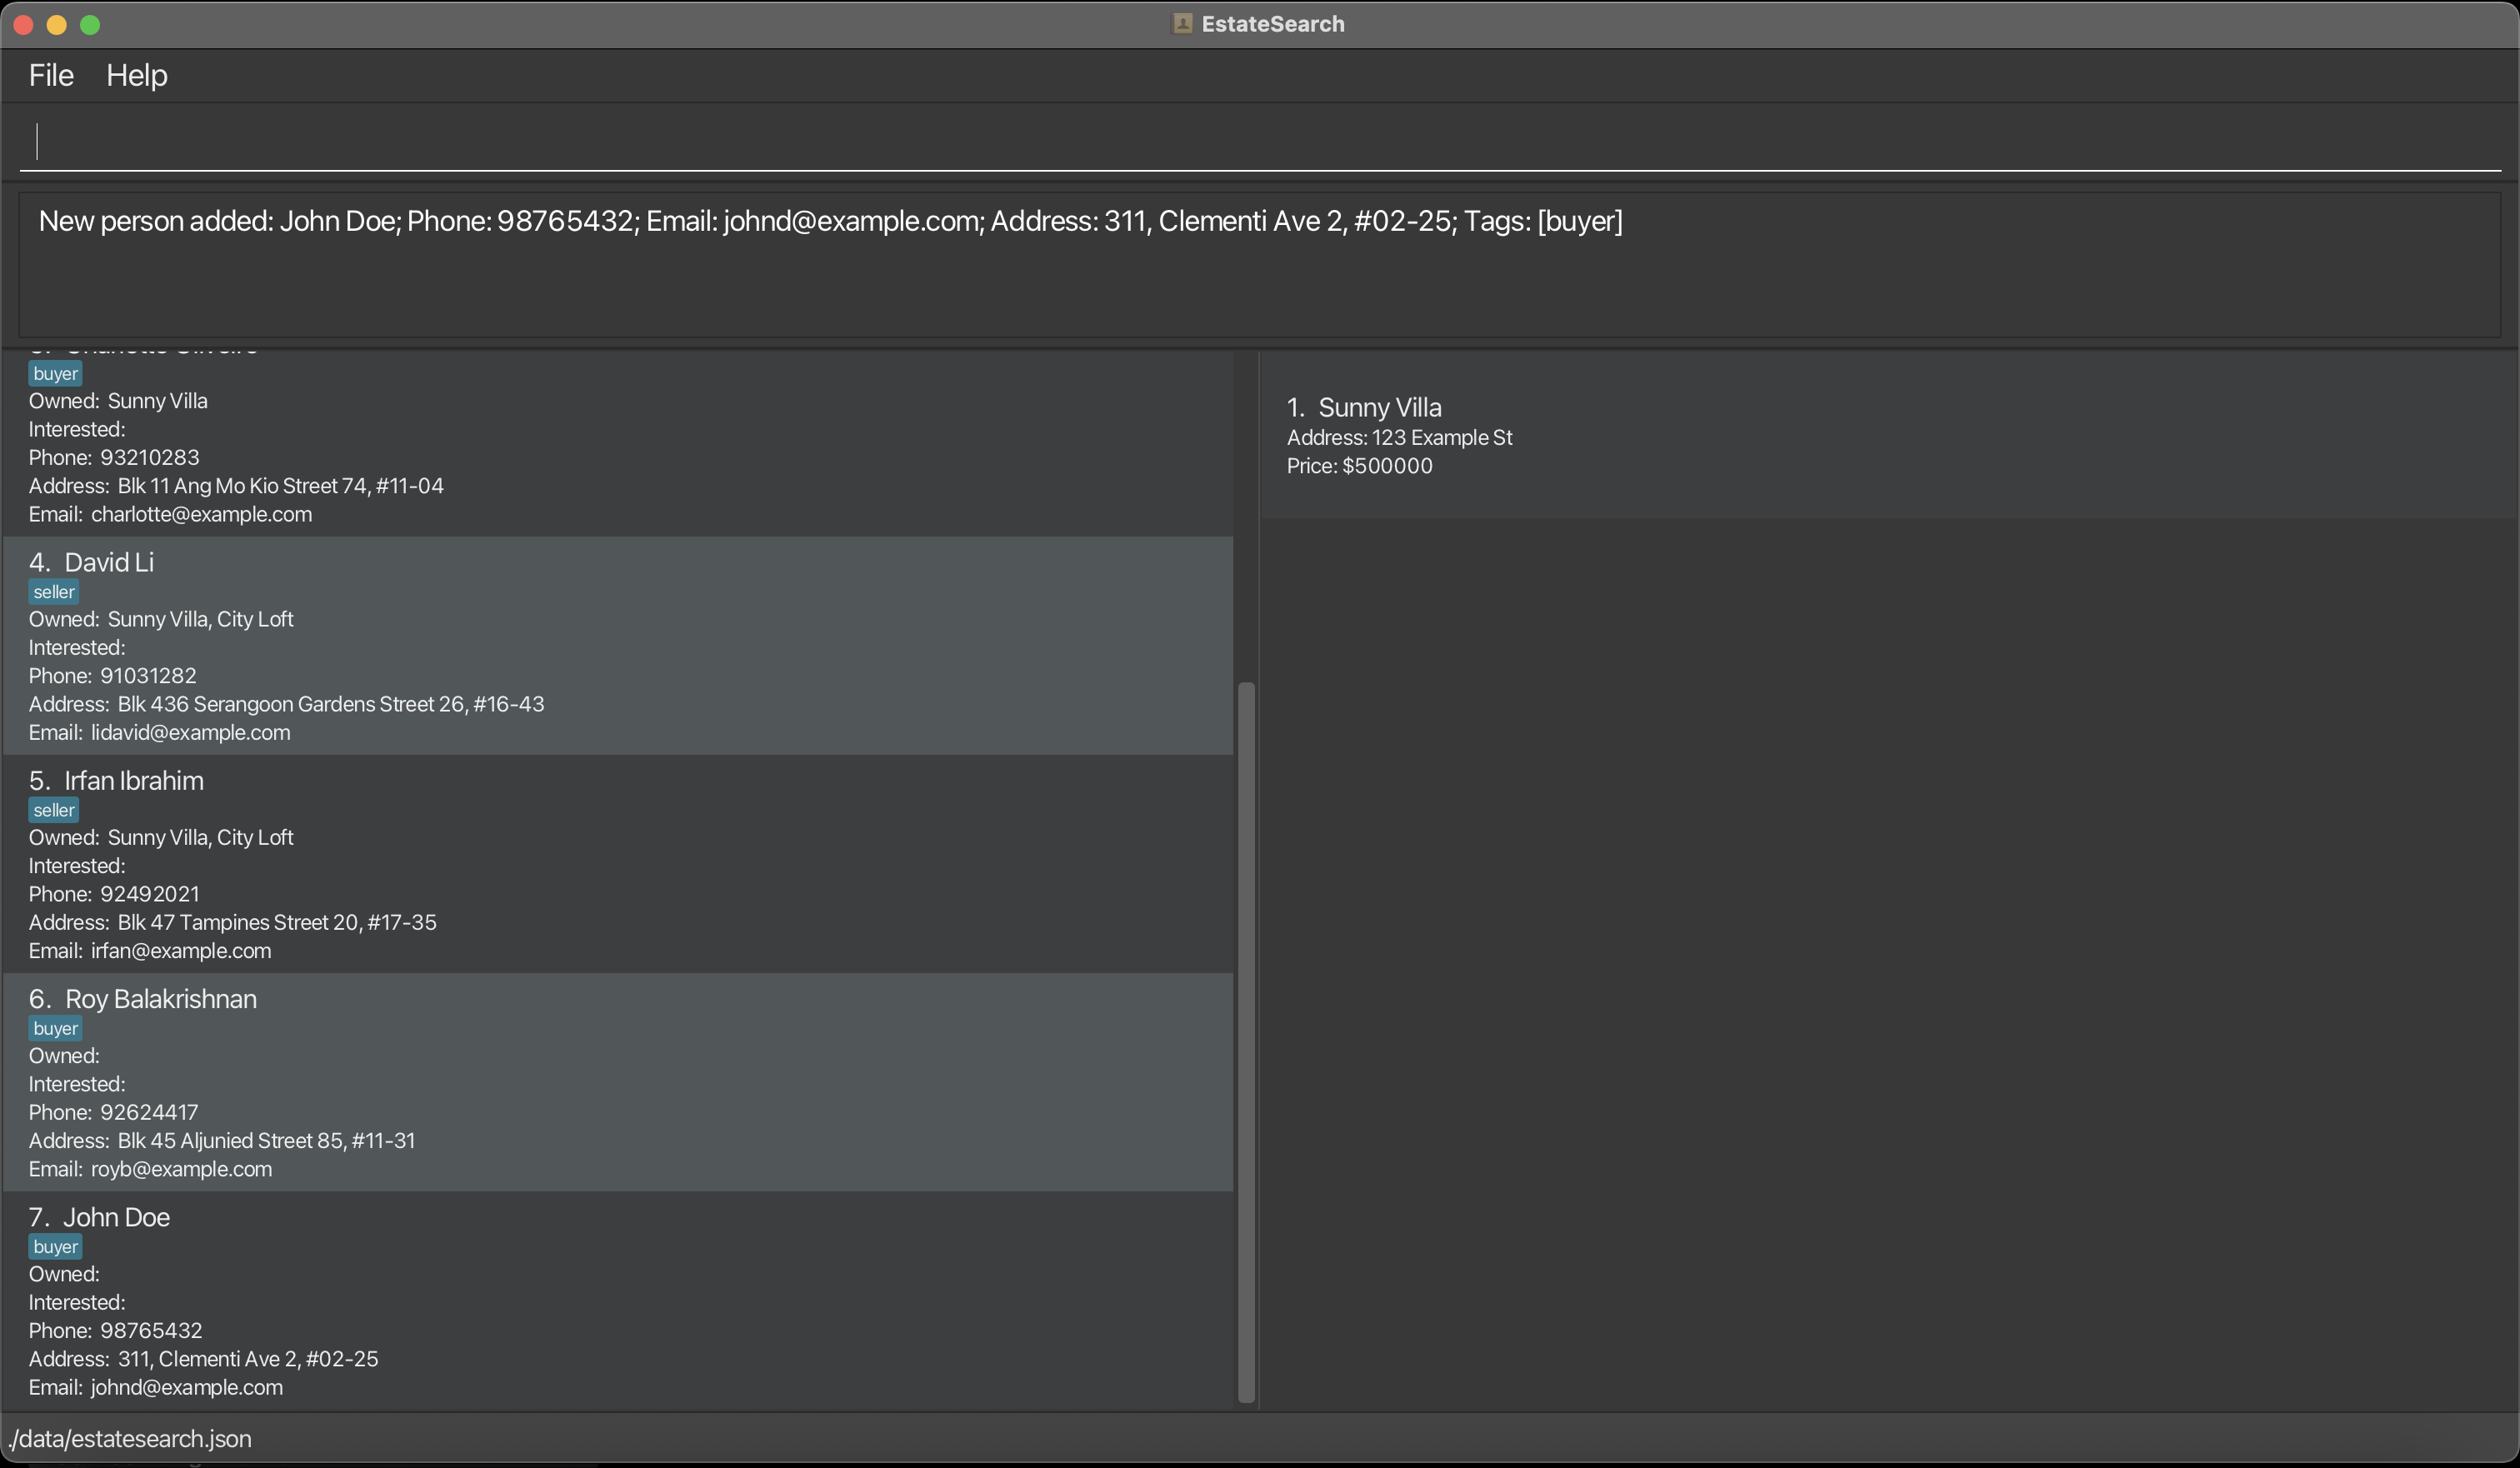 EstateSearch
File Help
New person added: John Doe; Phone: 98765432; Email: johnd@example.com; Address: 311, Clementi Ave 2, #02-25; Tags: [buyer]
buyer
Owned: Sunny Villa
Interested:
Phone: 93210283
Address: Blk 11 Ang Mo Kio Street 74, #11-04
Email: charlotte@example.com
4. David Li
seller
Owned: Sunny Villa, City Loft
Interested:
Phone: 91031282
Address: Blk 436 Serangoon Gardens Street 26, #16-43
Email: lidavid@example.com
5. Irfan Ibrahim
seller
Owned: Sunny Villa, City Loft
Interested:
Phone: 92492021
Address: Blk 47 Tampines Street 20, #17-35
Email: irfan@example.com
6. Roy Balakrishnan
buyer
Owned:
Interested:
Phone: 92624417
Address: Blk 45 Aljunied Street 85, #11-31
Email: royb@example.com
7. John Doe
buyer
Owned:
Interested:
Phone: 98765432
Address: 311, Clementi Ave 2, #02-25
Email: johnd@example.com
1. Sunny Villa
Address: 123 Example St
Price: $500000
./data/estatesearch.json